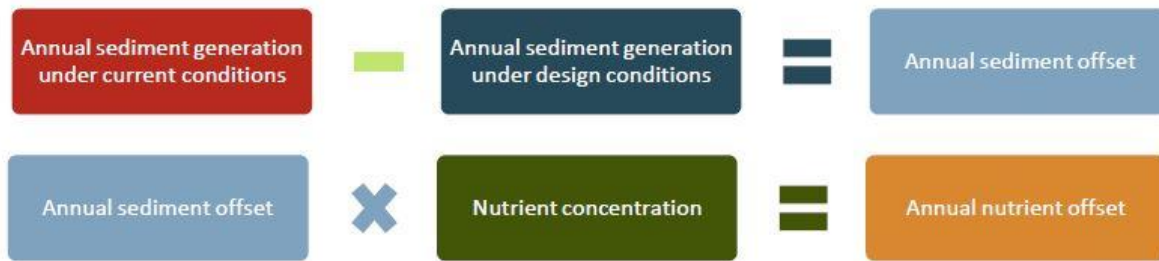 Annual sediment generation
under current conditions
Annual sediment generation
under design conditions
Annual sediment offset
Annual sediment offset
Nutrient concentration
Annual nutrient offset